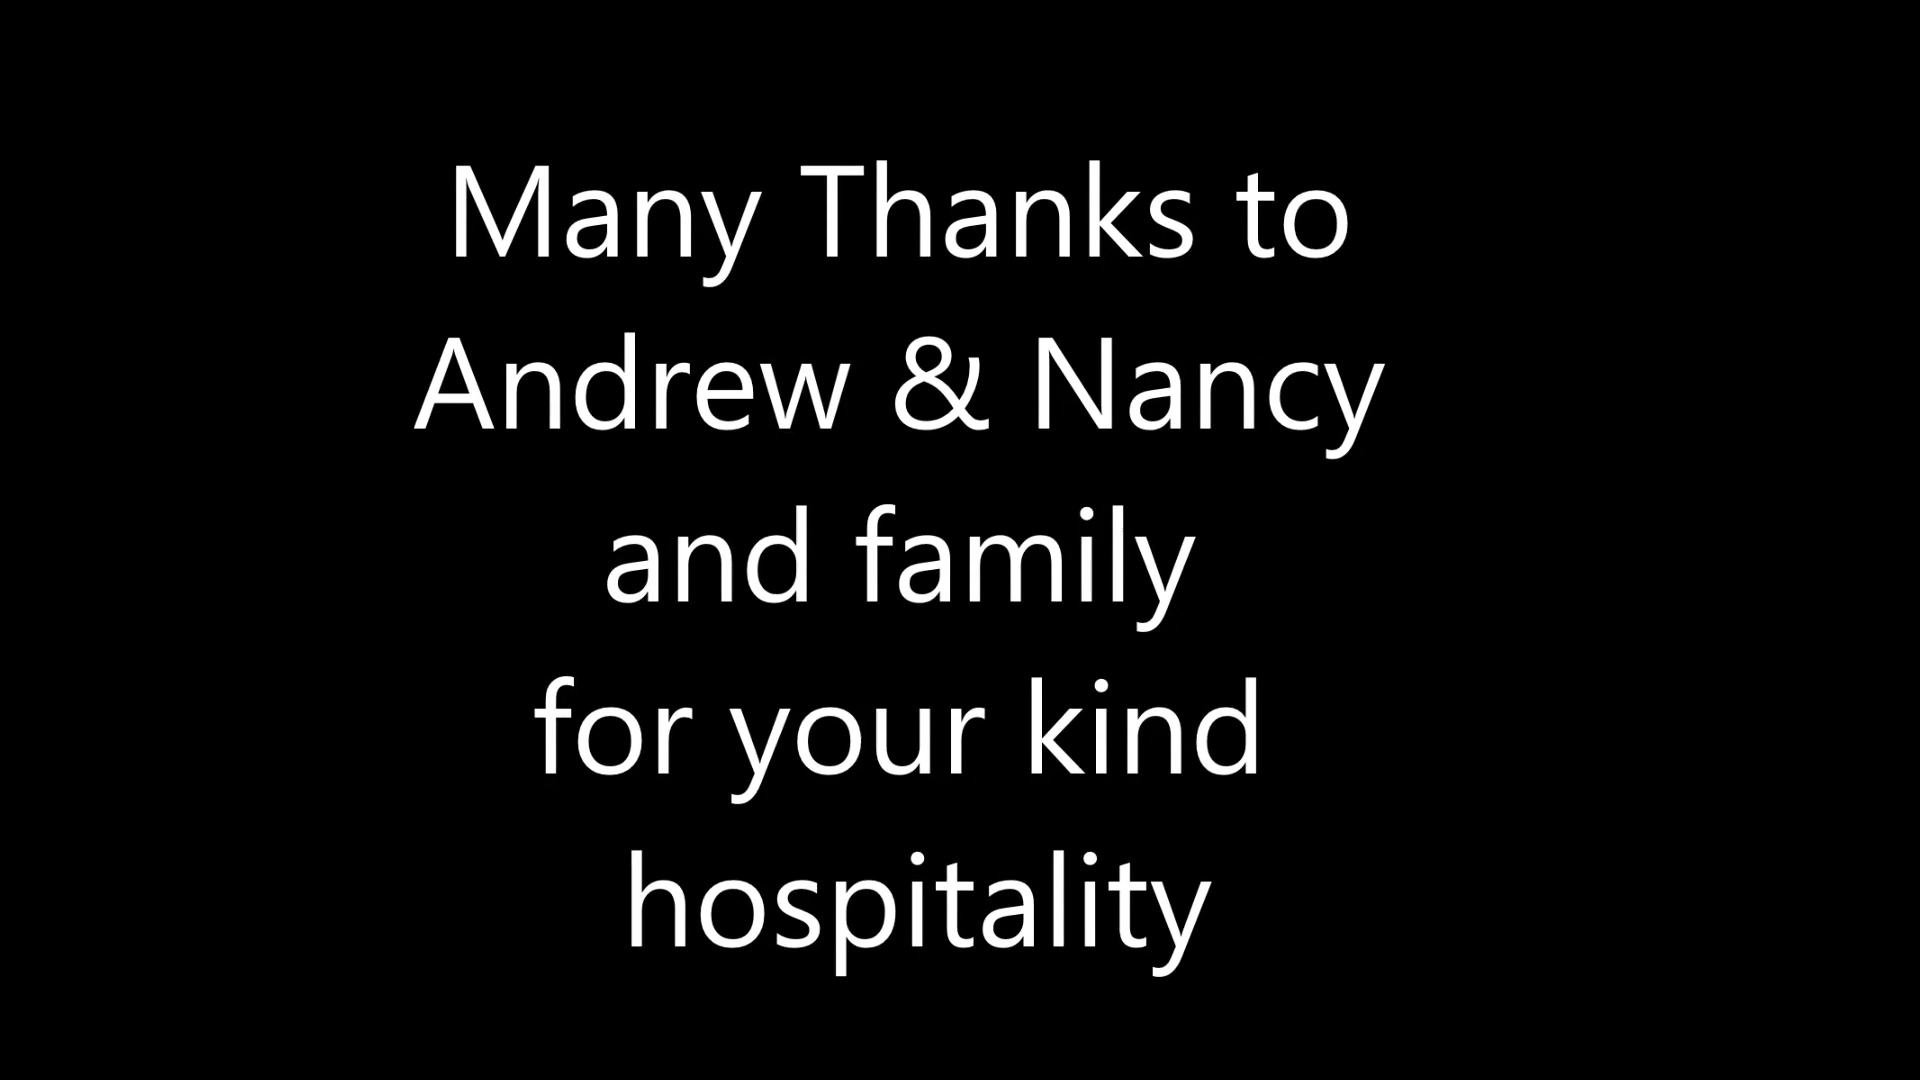 Many Thanks to
Andrew & Nancy
and family
for your kind
hospitality